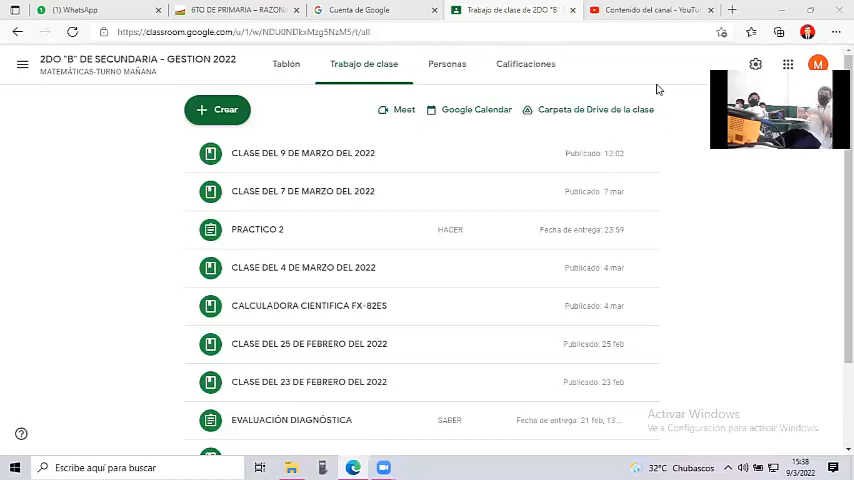 (1) WhatsApp
6TO DE PRIMARIA – RAZON
Cuenta de Google
Trabajo de clase de 2DO "B"
Contenido del canal - YouTu
https://classroom.google.com/u/1/w/NDU0NDkxMzg5NzM5/t/all
2DO "B" DE SECUNDARIA - GESTION 2022
MATEMÁTICAS-TURNO MAÑANA
Tablón
Trabajo de clase
Personas
Calificaciones
M
+ Crear
Meet
Google Calendar
Carpeta de Drive de la clase
CLASE DEL 9 DE MARZO DEL 2022 Publicado: 12:02
CLASE DEL 7 DE MARZO DEL 2022 Publicado: 7 mar
PRACTICO 2 HACER Fecha de entrega: 23:59
CLASE DEL 4 DE MARZO DEL 2022 Publicado: 4 mar
CALCULADORA CIENTIFICA FX-82ES Publicado: 4 mar
CLASE DEL 25 DE FEBRERO DEL 2022 Publicado: 25 feb
CLASE DEL 23 DE FEBRERO DEL 2022 Publicado: 23 feb
EVALUACIÓN DIAGNÓSTICA SABER Fecha de entrega: 21 feb, 13...
Activar Windows
Ve a Configuración para activar Windows.
Escribe aquí para buscar
32°C Chubascos
15:38
9/3/2022